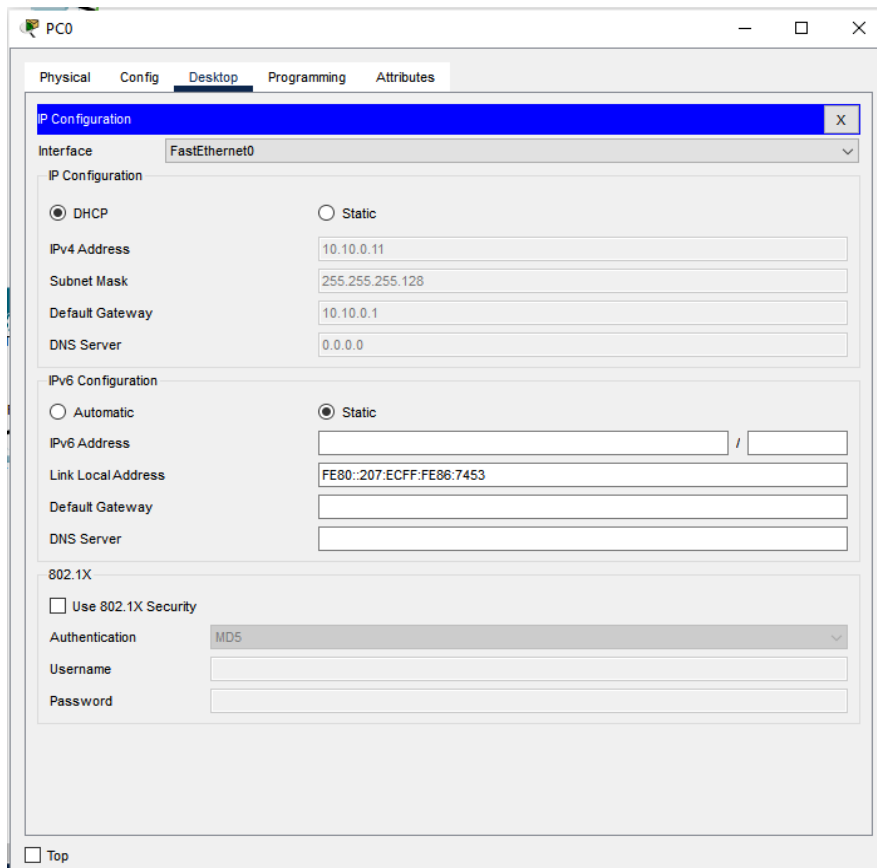 PC0
Physical Config Desktop Programming Attributes
IP Configuration X
Interface FastEthernet0
IP Configuration
DHCP Static
IPv4 Address 10.10.0.11
Subnet Mask 255.255.255.128
Default Gateway 10.10.0.1
DNS Server 0.0.0.0
IPv6 Configuration
Automatic Static
IPv6 Address /
Link Local Address FE80::207:ECFF:FE86:7453
Default Gateway
DNS Server
802.1X
Use 802.1X Security
Authentication MD5
Username
Password
Top